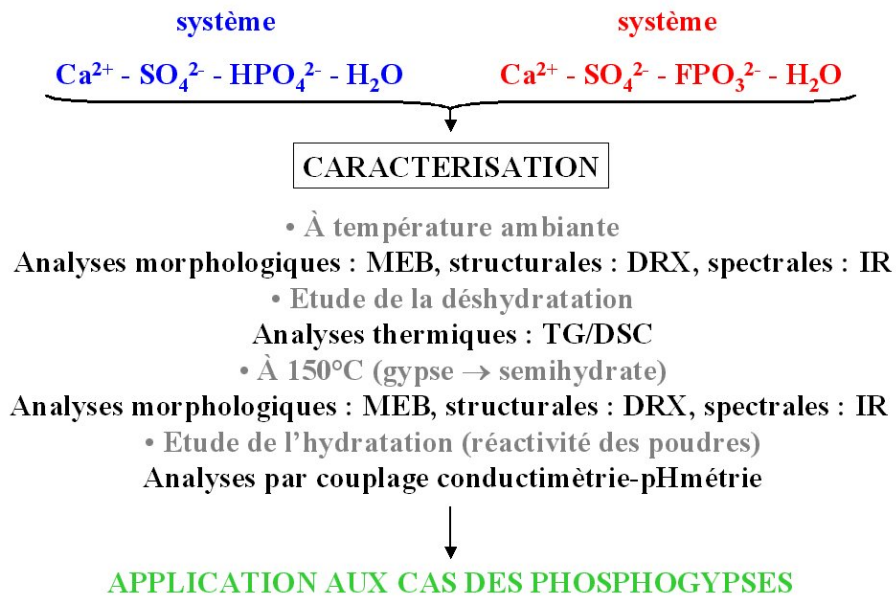 système système
Ca²⁺ - SO₄²⁻ - HPO₄²⁻ - H₂O Ca²⁺ - SO₄²⁻ - FPO₃²⁻ - H₂O
CARACTERISATION
• À température ambiante
Analyses morphologiques : MEB, structurales : DRX, spectrales : IR
• Etude de la déshydratation
Analyses thermiques : TG/DSC
• À 150°C (gypse → semihydrate)
Analyses morphologiques : MEB, structurales : DRX, spectrales : IR
• Etude de l’hydratation (réactivité des poudres)
Analyses par couplage conductimètrie-pHmétrie
APPLICATION AUX CAS DES PHOSPHOGYPSES